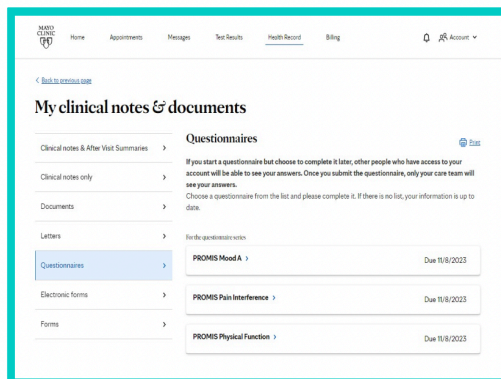 MAYO
CLINIC
Home
Appointments
Messages
Test Results
Health Record
Billing
Account
Back to previous page
My clinical notes & documents
Clinical notes & After Visit Summaries
Clinical notes only
Documents
Letters
Questionnaires
Electronic forms
Forms
Questionnaires
Print
If you start a questionnaire but choose to complete it later, other people who have access to your
account will be able to see your answers. Once you submit the questionnaire, only your care team will
see your answers.
Choose a questionnaire from the list and please complete it. If there is no list, your information is up to
date.
For the questionnaire series
PROMIS Mood A
Due 11/8/2023
PROMIS Pain Interference
Due 11/8/2023
PROMIS Physical Function
Due 11/8/2023